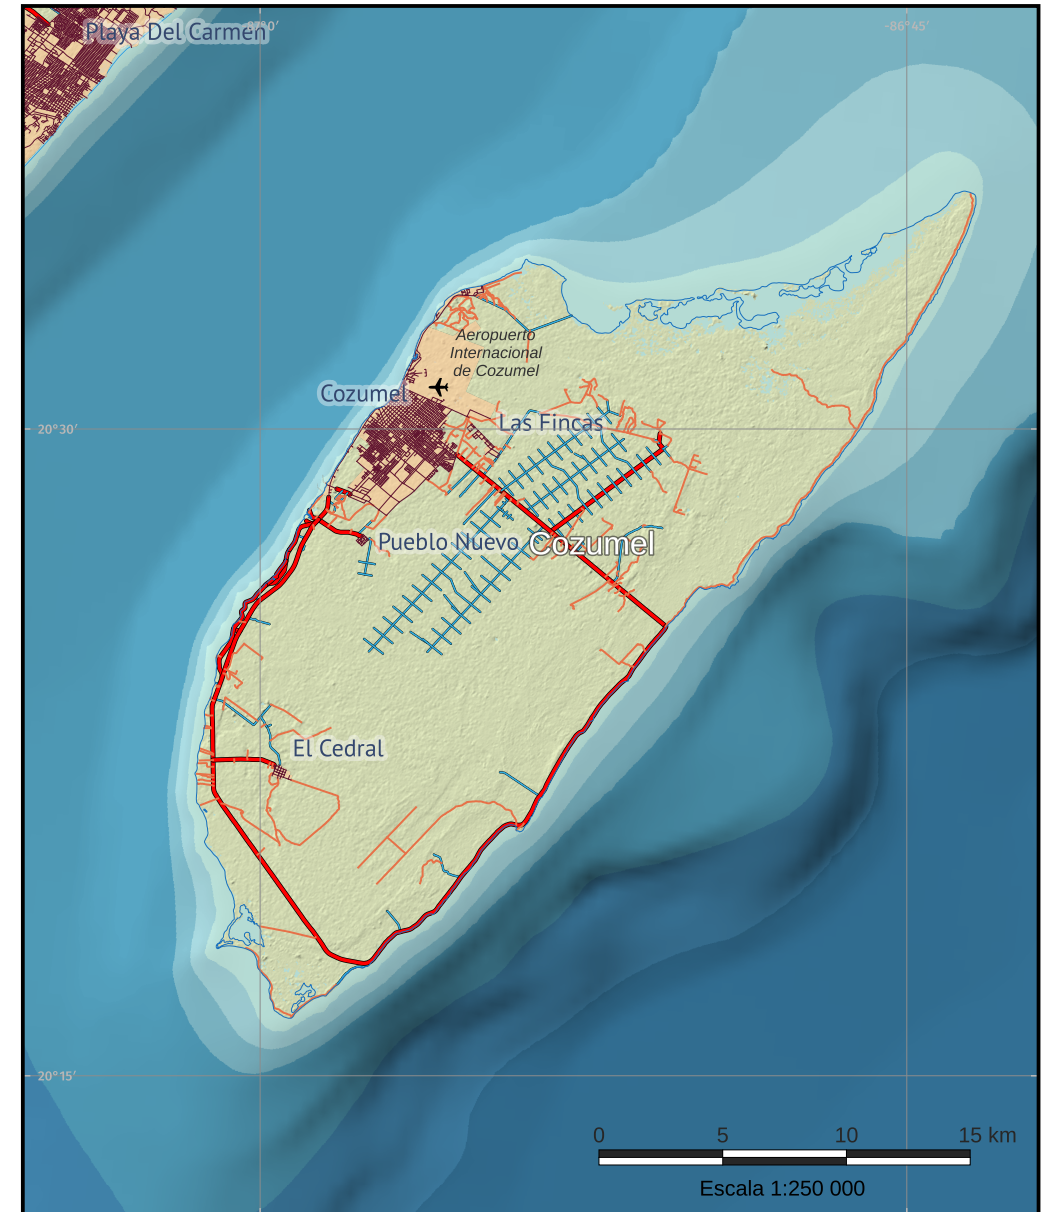 Playa Del Carmen
-86°45′
Aeropuerto
Internacional
de Cozumel
Cozumel
Las Fincas
20°30′
Pueblo Nuevo
Cozumel
El Cedral
20°15′
0 5 10 15 km
Escala 1:250 000